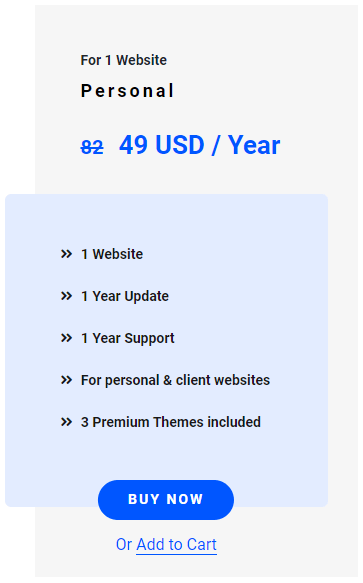 For 1 Website
Personal
82 49 USD / Year
1 Website
1 Year Update
1 Year Support
For personal & client websites
3 Premium Themes included
BUY NOW
Or Add to Cart